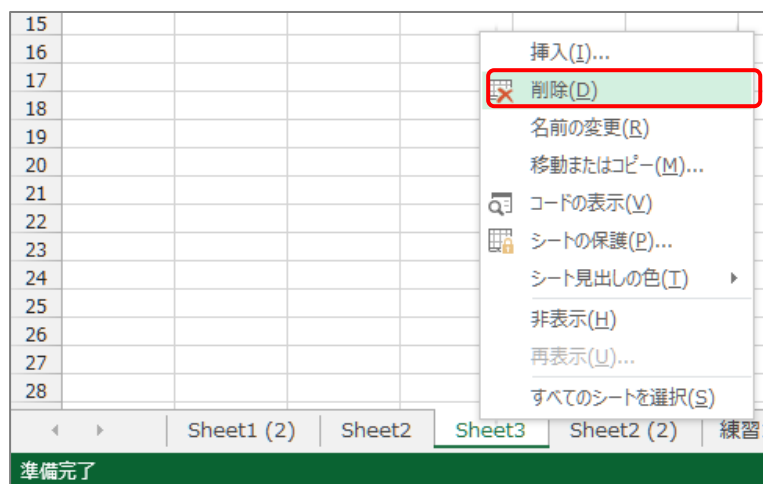 15
16
17
18
19
20
21
22
23
24
25
26
27
28
挿入(I)...
削除(D)
名前の変更(R)
移動またはコピー(M)...
コードの表示(V)
シートの保護(P)...
シート見出しの色(T)
非表示(H)
再表示(U)...
すべてのシートを選択(S)
Sheet1 (2) Sheet2 Sheet3 Sheet2 (2) 練習
準備完了